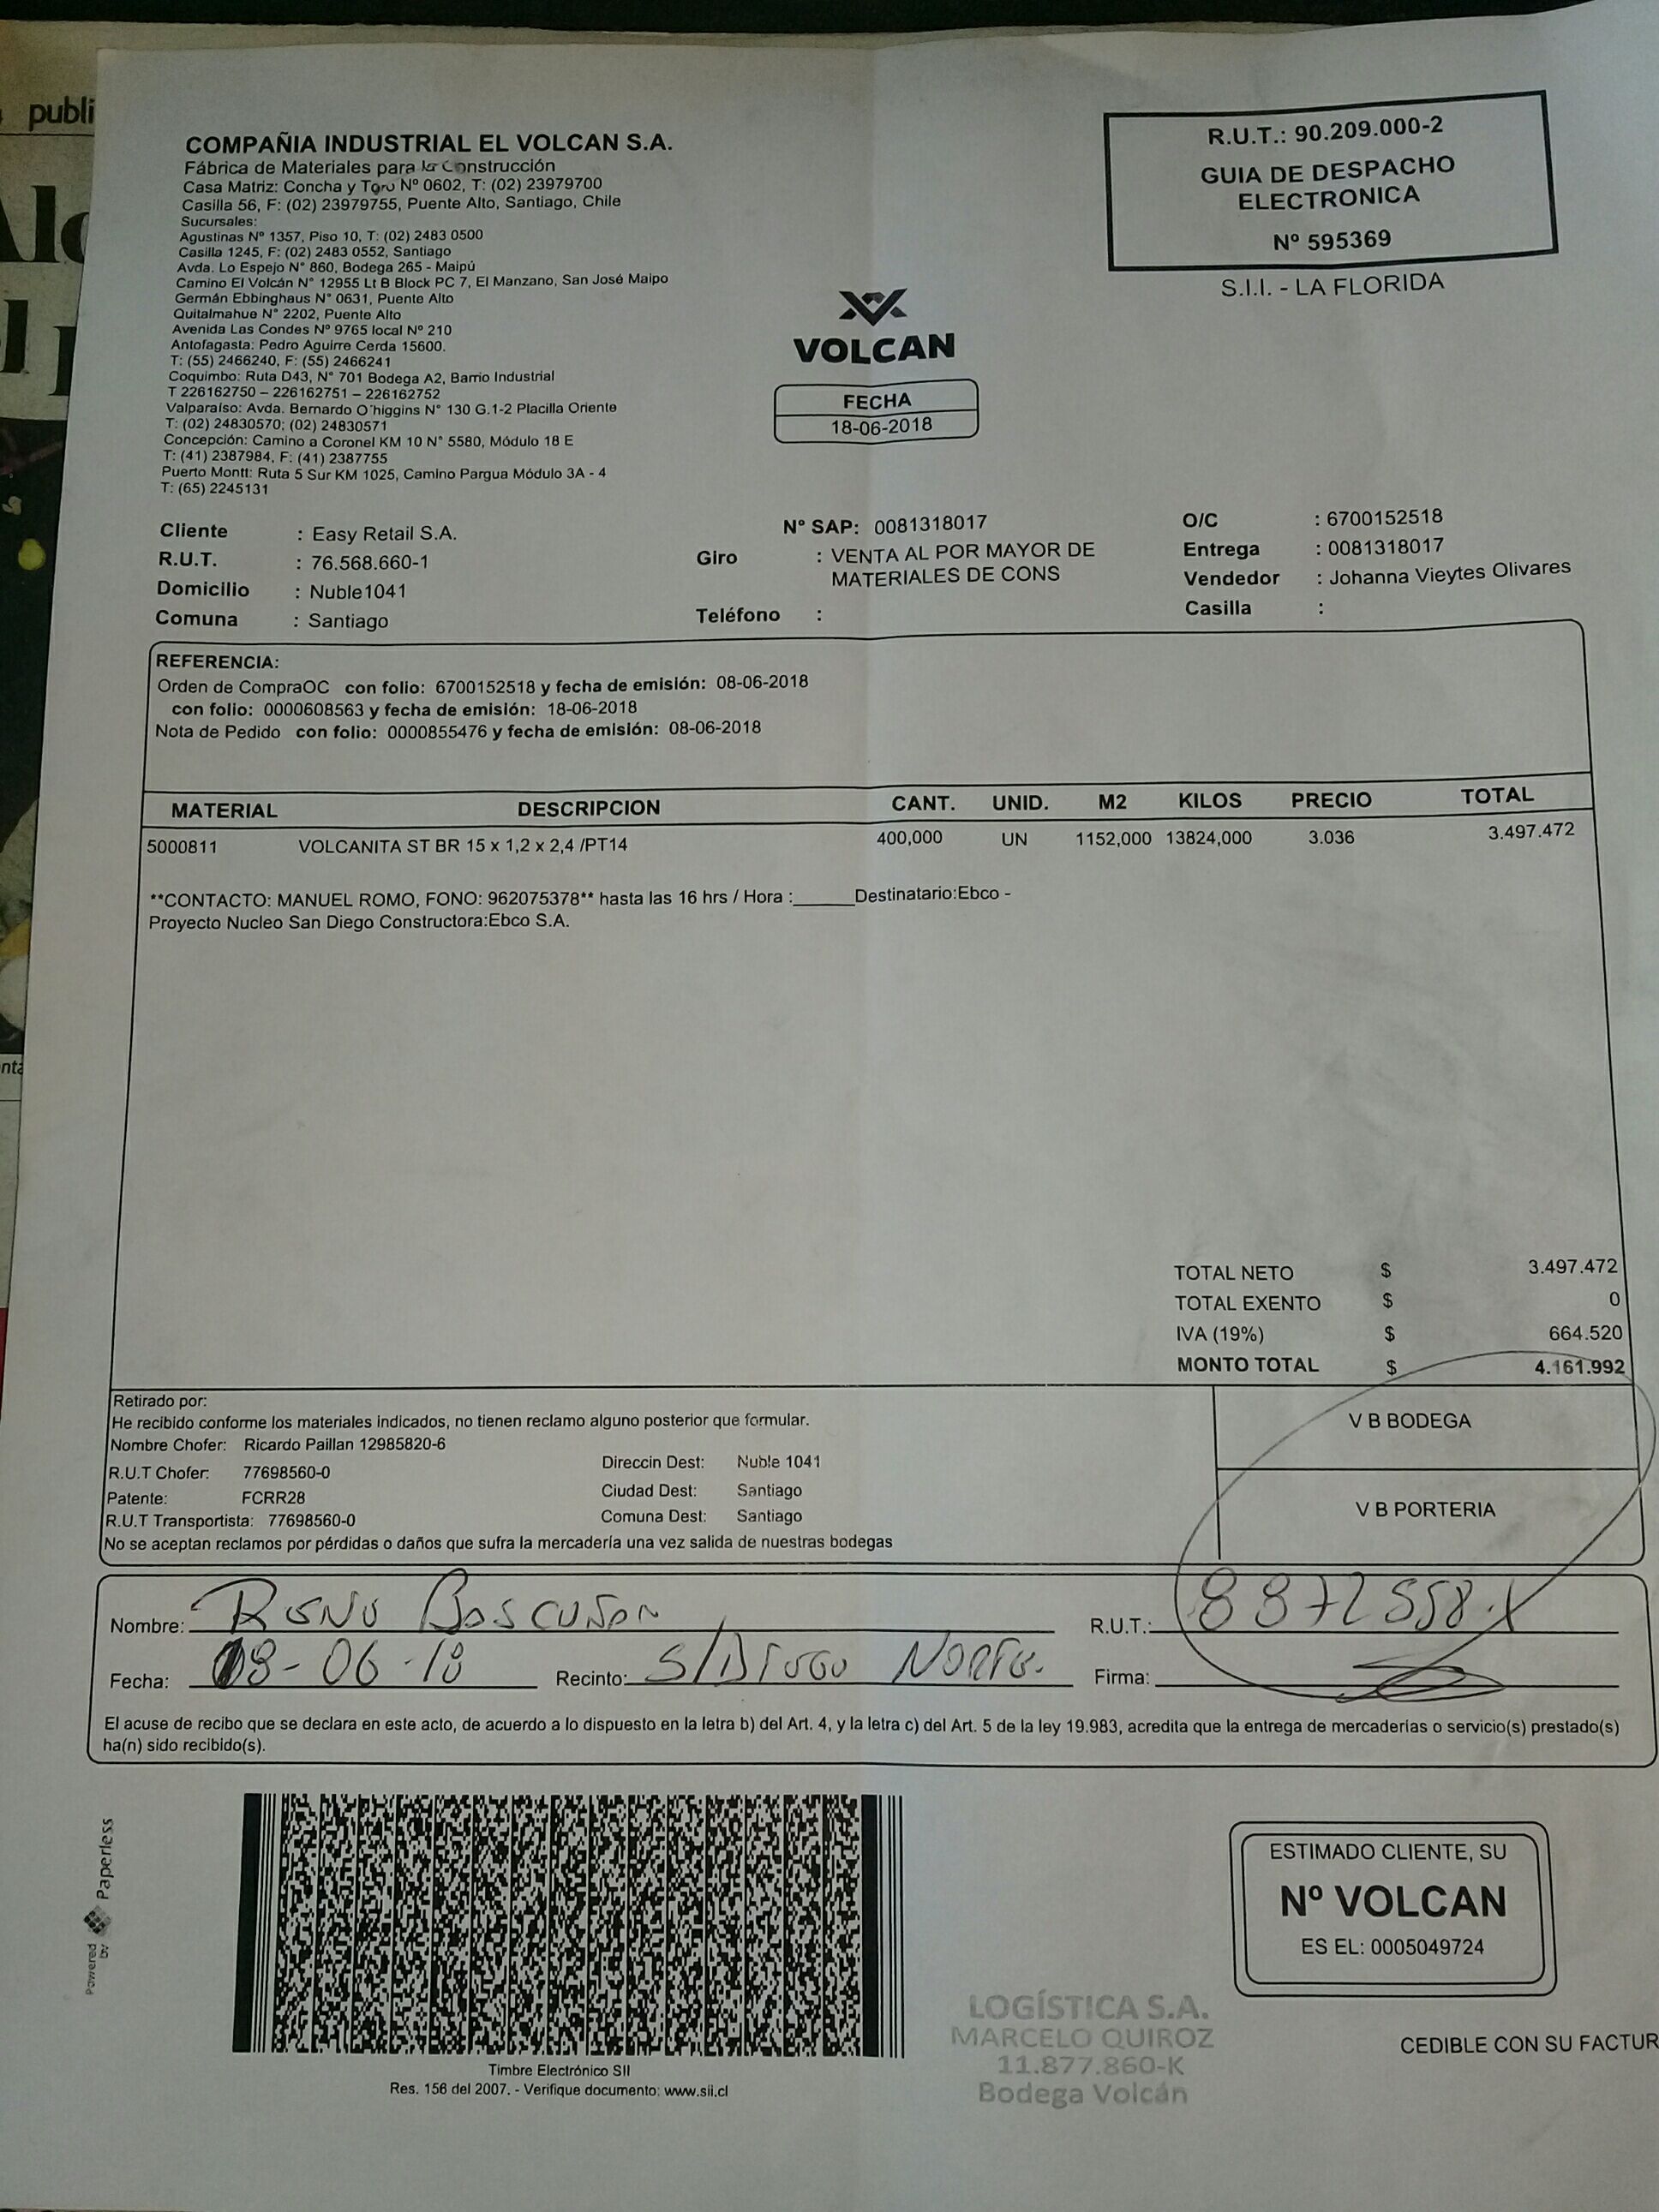 publi
COMPAÑIA INDUSTRIAL EL VOLCAN S.A.
Fábrica de Materiales para la Construcción
Casa Matriz: Concha y Toro Nº 0602, T: (02) 23979700
Casilla 56, F: (02) 23979755, Puente Alto, Santiago, Chile
Sucursales:
Agustinas Nº 1357, Piso 10, T: (02) 2483 0500
Casilla 1245, F: (02) 2483 0552, Santiago
Avda. Lo Espejo N° 860, Bodega 265 - Maipú
Camino El Volcán N° 12955 Lt B Block PC 7, El Manzano, San José Maipo
Germán Ebbinghaus N° 0631, Puente Alto
Quitalmahue N° 2202, Puente Alto
Avenida Las Condes Nº 9765 local Nº 210
Antofagasta: Pedro Aguirre Cerda 15600.
T: (55) 2466240, F: (55) 2466241
Coquimbo: Ruta D43, N° 701 Bodega A2, Barrio Industrial
T 226162750 – 226162751 – 226162752
Valparaíso: Avda. Bernardo O´higgins N° 130 G.1-2 Placilla Oriente
T: (02) 24830570; (02) 24830571
Concepción: Camino a Coronel KM 10 N° 5580, Módulo 18 E
T: (41) 2387984, F: (41) 2387755
Puerto Montt: Ruta 5 Sur KM 1025, Camino Pargua Módulo 3A - 4
T: (65) 2245131
R.U.T.: 90.209.000-2
GUIA DE DESPACHO
ELECTRONICA
Nº 595369
S.I.I. - LA FLORIDA
VOLCAN
FECHA
18-06-2018
Cliente : Easy Retail S.A.
R.U.T. : 76.568.660-1
Domicilio : Nuble1041
Comuna : Santiago
Nº SAP: 0081318017
Giro : VENTA AL POR MAYOR DE
MATERIALES DE CONS
Teléfono :
O/C : 6700152518
Entrega : 0081318017
Vendedor : Johanna Vieytes Olivares
Casilla :
REFERENCIA:
Orden de CompraOC con folio: 6700152518 y fecha de emisión: 08-06-2018
con folio: 0000608563 y fecha de emisión: 18-06-2018
Nota de Pedido con folio: 0000855476 y fecha de emisión: 08-06-2018
MATERIAL DESCRIPCION CANT. UNID. M2 KILOS PRECIO TOTAL
5000811 VOLCANITA ST BR 15 x 1,2 x 2,4 /PT14 400,000 UN 1152,000 13824,000 3.036 3.497.472
**CONTACTO: MANUEL ROMO, FONO: 962075378** hasta las 16 hrs / Hora :______Destinatario:Ebco -
Proyecto Nucleo San Diego Constructora:Ebco S.A.
TOTAL NETO $ 3.497.472
TOTAL EXENTO $ 0
IVA (19%) $ 664.520
MONTO TOTAL $ 4.161.992
Retirado por:
He recibido conforme los materiales indicados, no tienen reclamo alguno posterior que formular.
Nombre Chofer: Ricardo Paillan 12985820-6
R.U.T Chofer: 77698560-0
Patente: FCRR28
R.U.T Transportista: 77698560-0
Direccin Dest: Nuble 1041
Ciudad Dest: Santiago
Comuna Dest: Santiago
No se aceptan reclamos por pérdidas o daños que sufra la mercadería una vez salida de nuestras bodegas
V B BODEGA
V B PORTERIA
Nombre: Boscuñan
R.U.T.: 8872558-X
Fecha: 18-06-18 Recinto: S/Diego Norte. Firma:
El acuse de recibo que se declara en este acto, de acuerdo a lo dispuesto en la letra b) del Art. 4, y la letra c) del Art. 5 de la ley 19.983, acredita que la entrega de mercaderías o servicio(s) prestado(s)
ha(n) sido recibido(s).
Powered by Paperless
Timbre Electrónico SII
Res. 156 del 2007. - Verifique documento: www.sii.cl
ESTIMADO CLIENTE, SU
Nº VOLCAN
ES EL: 0005049724
LOGÍSTICA S.A.
MARCELO QUIROZ
11.877.860-K
Bodega Volcán
CEDIBLE CON SU FACTUR